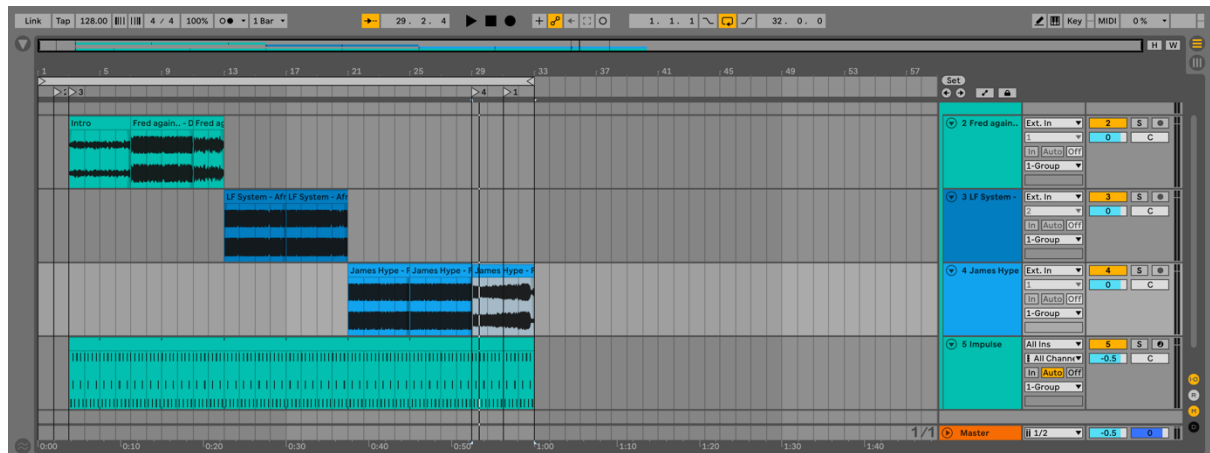 Link Tap 128.00 4 / 4 100% 1 Bar 29. 2. 4 1. 1. 1 32. 0. 0 Key MIDI 0%
H W
1 5 9 13 17 21 25 29 33 37 41 45 49 53 57
Set
3 4 1
Intro Fred again.. - D Fred ag
2 Fred again.. Ext. In 2 S
1 0 C
In Auto Off
1-Group
LF System - Afr LF System - Afr
3 LF System - Ext. In 3 S
2 0 C
In Auto Off
1-Group
James Hype - F James Hype - F James Hype - F
4 James Hype Ext. In 4 S
1 0 C
In Auto Off
1-Group
5 Impulse All Ins 5 S
All Channe -0.5 C
In Auto Off
1-Group
I·O
R
H
D
1/1 Master 1/2 -0.5 0
0:00 0:10 0:20 0:30 0:40 0:50 1:00 1:10 1:20 1:30 1:40